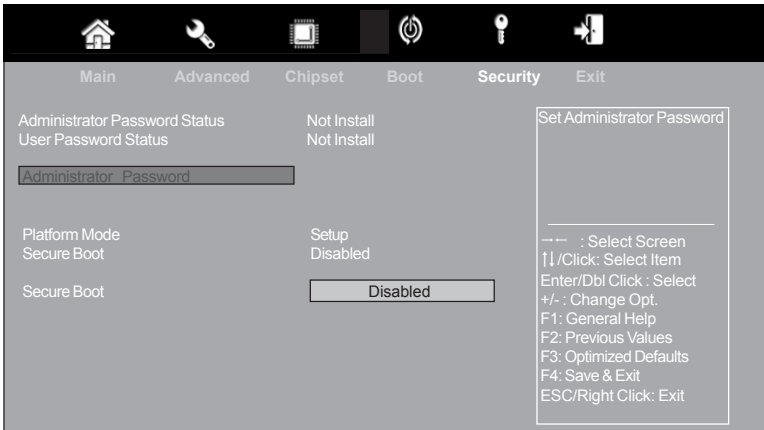 Main Advanced Chipset Boot Security Exit
Administrator Password Status Not Install
User Password Status Not Install
Administrator Password
Platform Mode Setup
Secure Boot Disabled
Secure Boot Disabled
Set Administrator Password
→← : Select Screen
↑↓/Click: Select Item
Enter/Dbl Click : Select
+/- : Change Opt.
F1: General Help
F2: Previous Values
F3: Optimized Defaults
F4: Save & Exit
ESC/Right Click: Exit